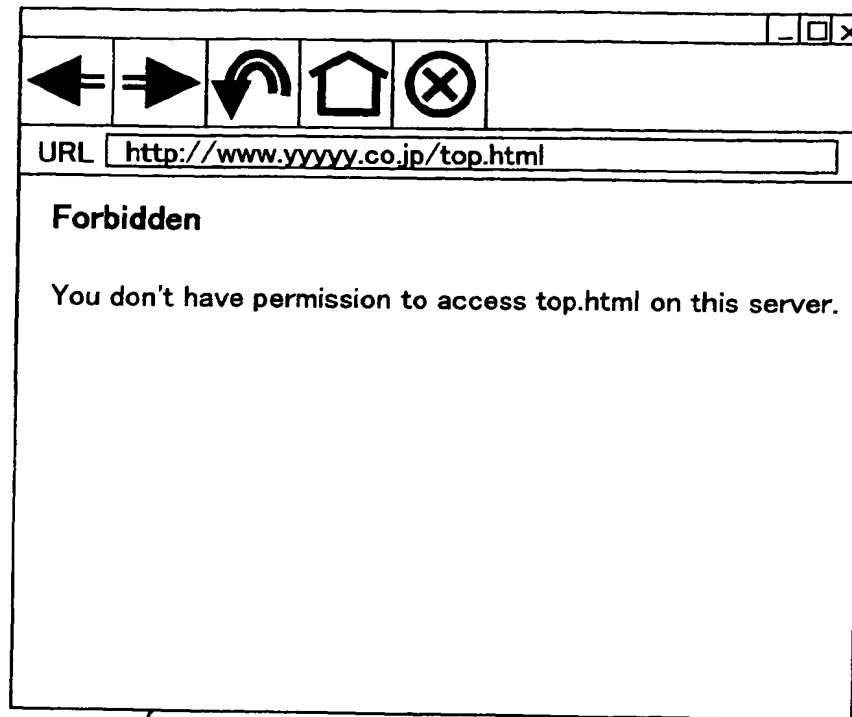 URL http://www.yyyyy.co.jp/top.html
Forbidden
You don't have permission to access top.html on this server.